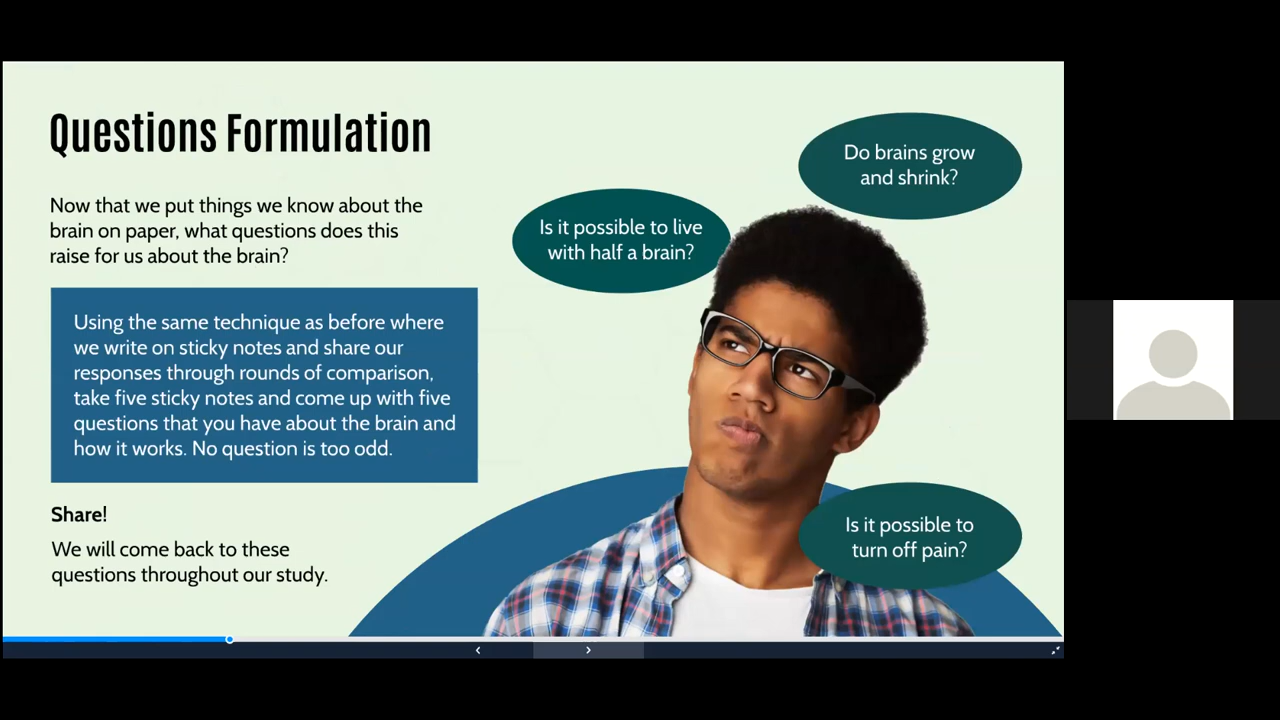 Questions Formulation
Now that we put things we know about the
brain on paper, what questions does this
raise for us about the brain?
Using the same technique as before where
we write on sticky notes and share our
responses through rounds of comparison,
take five sticky notes and come up with five
questions that you have about the brain and
how it works. No question is too odd.
Share!
We will come back to these
questions throughout our study.
Is it possible to live
with half a brain?
Do brains grow
and shrink?
Is it possible to
turn off pain?